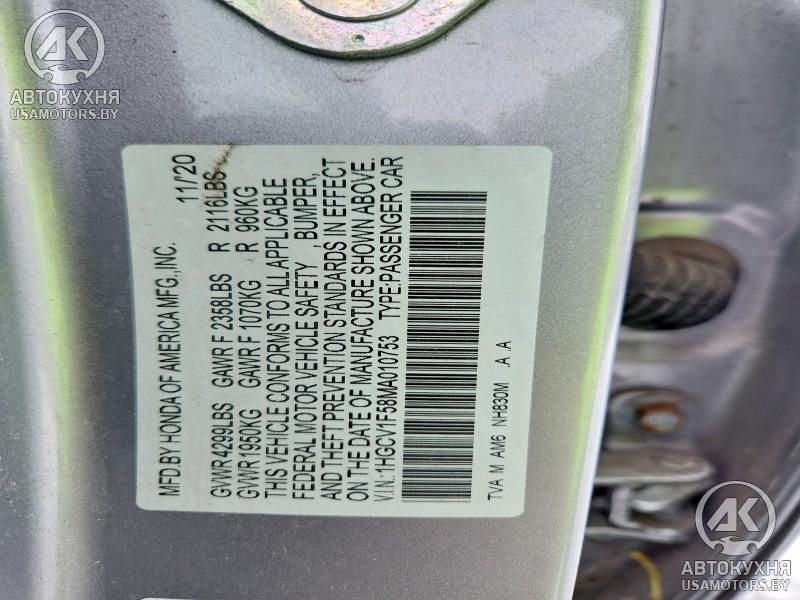 AK
АВТОКУХНЯ
USAMOTORS.BY
MFD.BY HONDA OF AMERICA MFG.,INC. 11/20
GVWR4299LBS GAWR F 2358LBS R 2116LBS
GVWR1950KG GAWR F 1070KG R 960KG
THIS VEHICLE CONFORMS TO ALL APPLICABLE
FEDERAL MOTOR VEHICLE SAFETY , BUMPER,
AND THEFT PREVENTION STANDARDS IN EFFECT
ON THE DATE OF MANUFACTURE SHOWN ABOVE.
V.I.N.: 1HGCV1F58MA010753 TYPE:PASSENGER CAR
TVA M AM6 NH830M .A .A
AK
АВТОКУХНЯ
USAMOTORS.BY